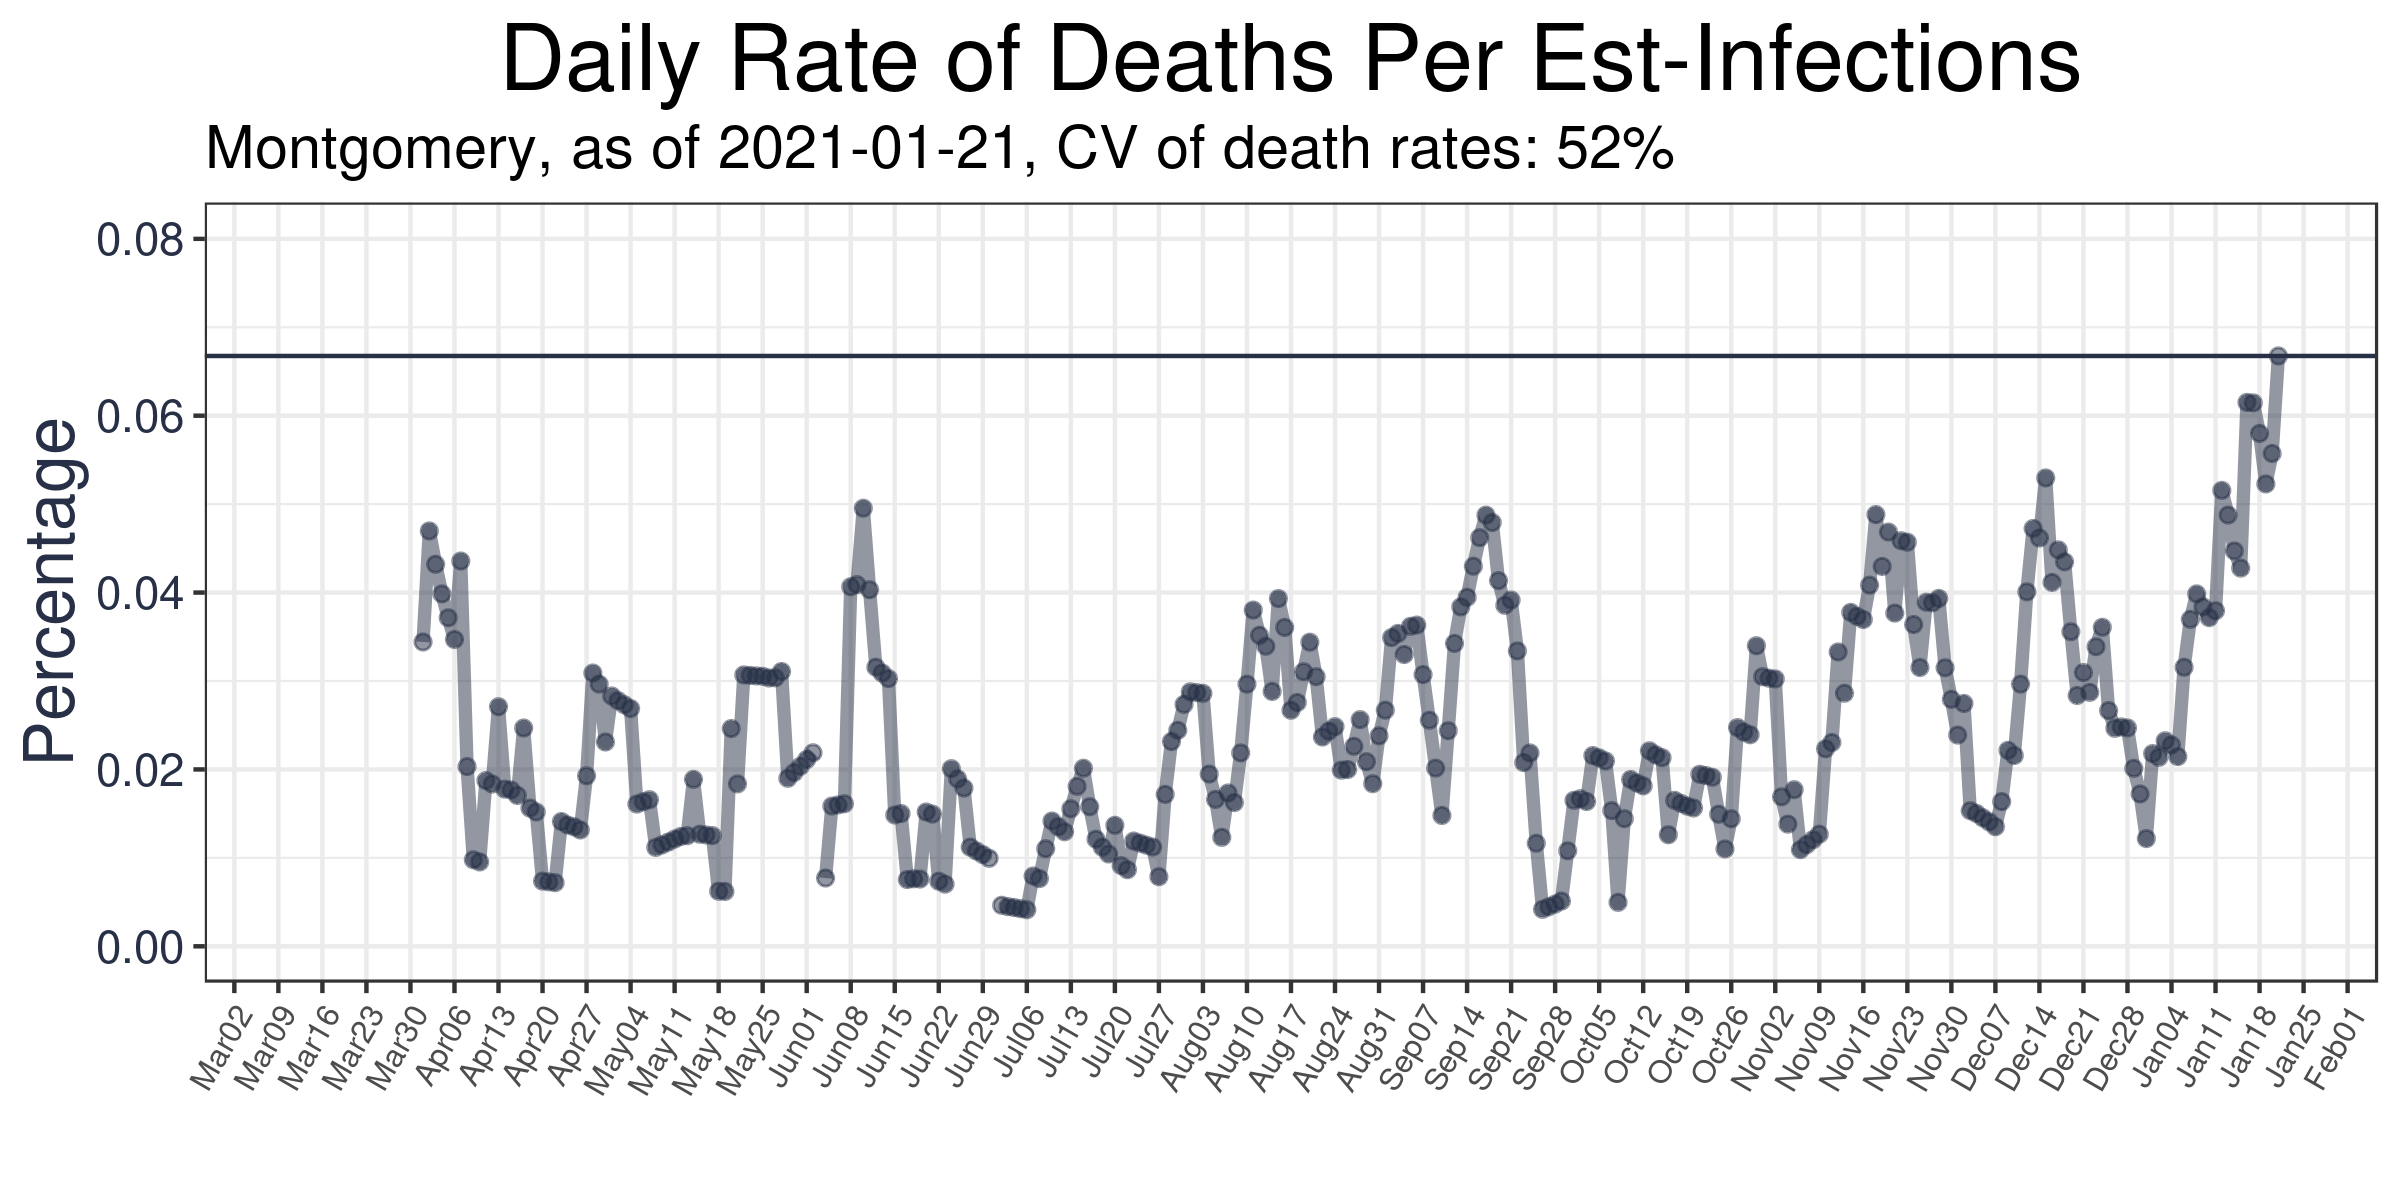 Daily Rate of Deaths Per Est-Infections
Montgomery, as of 2021-01-21, CV of death rates: 52%
Percentage
0.08
0.06
0.04
0.02
0.00
Mar02
Mar09
Mar16
Mar23
Mar30
Apr06
Apr13
Apr20
Apr27
May04
May11
May18
May25
Jun01
Jun08
Jun15
Jun22
Jun29
Jul06
Jul13
Jul20
Jul27
Aug03
Aug10
Aug17
Aug24
Aug31
Sep07
Sep14
Sep21
Sep28
Oct05
Oct12
Oct19
Oct26
Nov02
Nov09
Nov16
Nov23
Nov30
Dec07
Dec14
Dec21
Dec28
Jan04
Jan11
Jan18
Jan25
Feb01